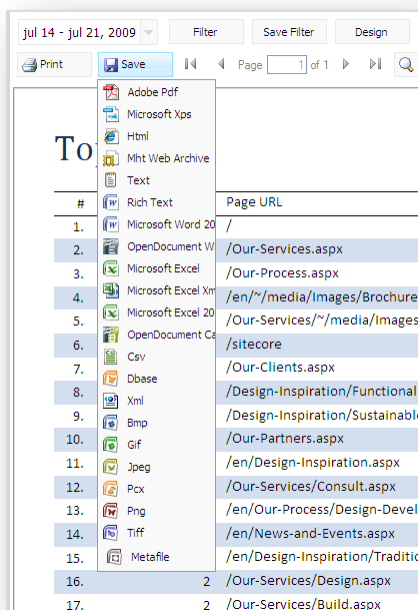 jul 14 - jul 21, 2009 Filter Save Filter Design
Print Save Page 1 of 1
Adobe Pdf
Microsoft Xps
Html
Mht Web Archive
Text
Rich Text
Microsoft Word 20
OpenDocument W
Microsoft Excel
Microsoft Excel Xm
Microsoft Excel 20
OpenDocument Ca
Csv
Dbase
Xml
Bmp
Gif
Jpeg
Pcx
Png
Tiff
Metafile
Top
# Page URL
1. /
2. /Our-Services.aspx
3. /Our-Process.aspx
4. /en/~/media/Images/Brochure
5. /Our-Services/~/media/Images
6. /sitecore
7. /Our-Clients.aspx
8. /Design-Inspiration/Functional
9. /Design-Inspiration/Sustainabl
10. /Our-Partners.aspx
11. /en/Design-Inspiration.aspx
12. /Our-Services/Consult.aspx
13. /en/Our-Process/Design-Devel
14. /en/News-and-Events.aspx
15. /en/Design-Inspiration/Traditio
16. 2 /Our-Services/Design.aspx
17. 2 /Our-Services/Build.aspx